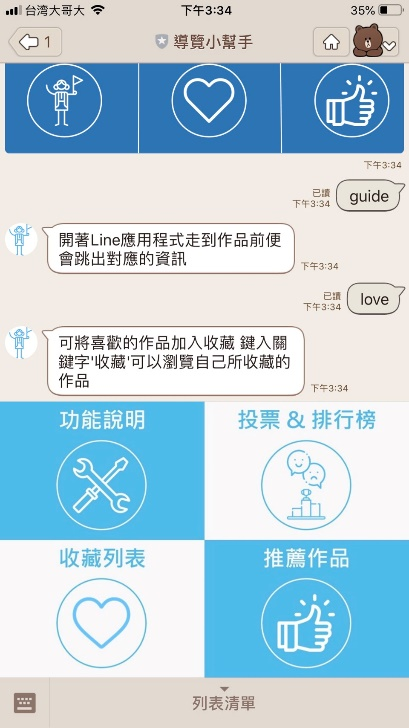 台湾大哥大 下午3:34 35%
1 導覽小幫手
下午3:34
已讀
下午3:34
guide
開著Line應用程式走到作品前便
會跳出對應的資訊
下午3:34
已讀
下午3:34
love
可將喜歡的作品加入收藏 鍵入關
鍵字'收藏'可以瀏覽自己所收藏的
作品
下午3:34
功能說明 投票 & 排行榜
收藏列表 推薦作品
列表清單